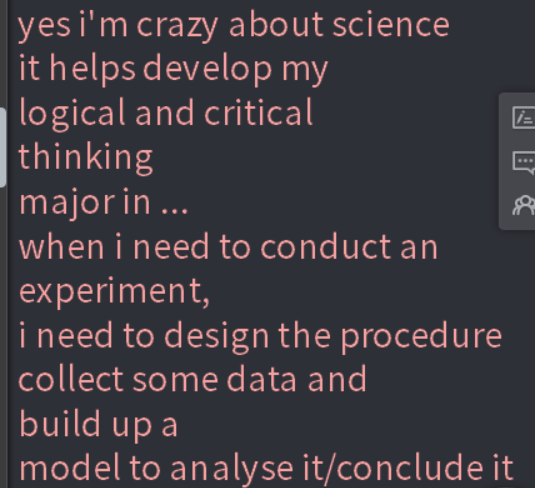 yes i'm crazy about science
it helps develop my
logical and critical
thinking
major in ...
when i need to conduct an
experiment,
i need to design the procedure
collect some data and
build up a
model to analyse it/conclude it